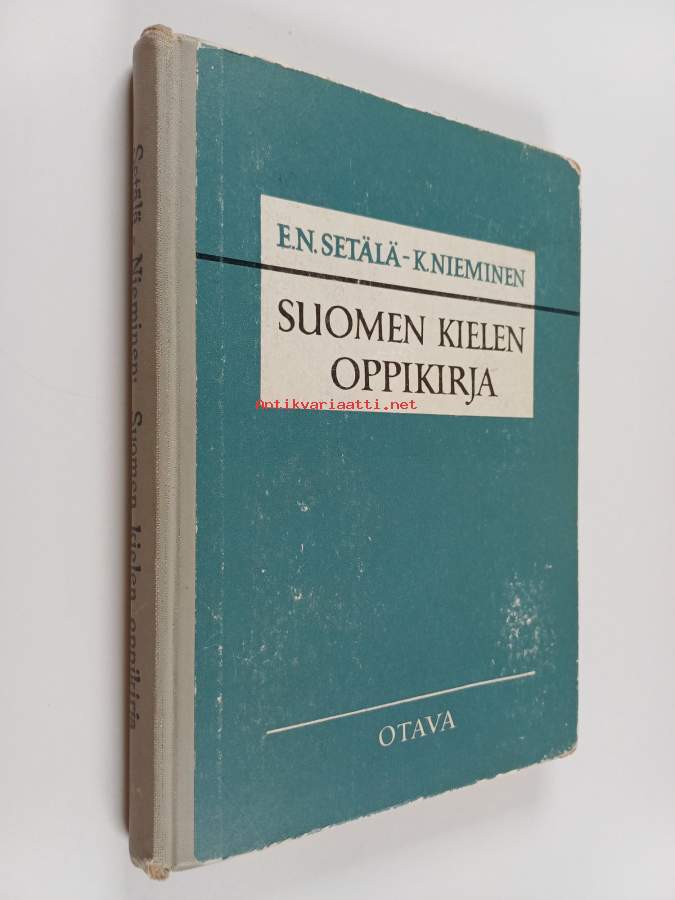 E.N. SETÄLÄ - K. NIEMINEN
SUOMEN KIELEN
OPPIKIRJA
Antikvariaatti.net
OTAVA
Setälä - Nieminen: Suomen kielen oppikirja